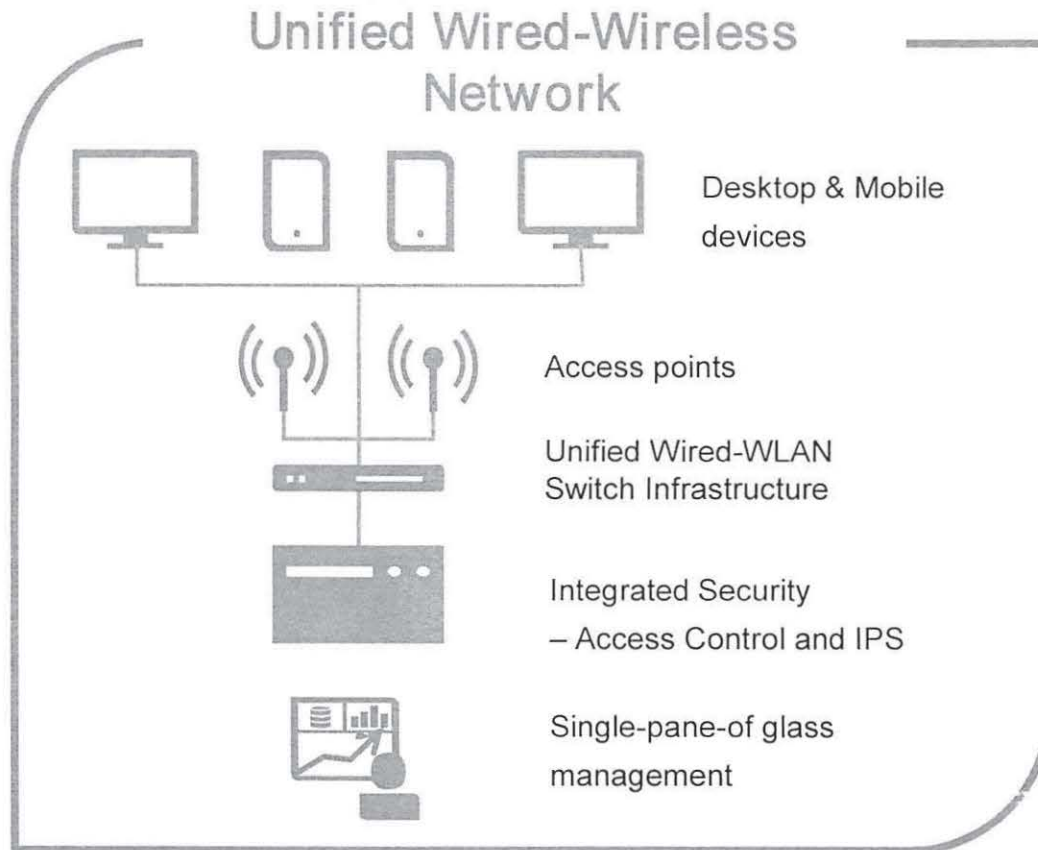 Unified Wired-Wireless
Network
Desktop & Mobile
devices
Access points
Unified Wired-WLAN
Switch Infrastructure
Integrated Security
– Access Control and IPS
Single-pane-of glass
management